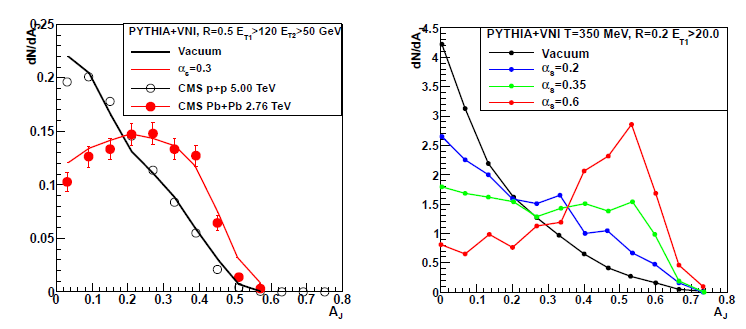 dN/dA_J
0.25
0.2
0.15
0.1
0.05
0
PYTHIA+VNI, R=0.5 E_T1>120 E_T2>50 GeV
Vacuum
α_s=0.3
CMS p+p 5.00 TeV
CMS Pb+Pb 2.76 TeV
0 0.1 0.2 0.3 0.4 0.5 0.6 0.7 0.8
A_J
dN/dA_J
4.5
4
3.5
3
2.5
2
1.5
1
0.5
0
PYTHIA+VNI T=350 MeV, R=0.2 E_T1>20.0
Vacuum
α_s=0.2
α_s=0.35
α_s=0.6
0 0.1 0.2 0.3 0.4 0.5 0.6 0.7 0.8
A_J